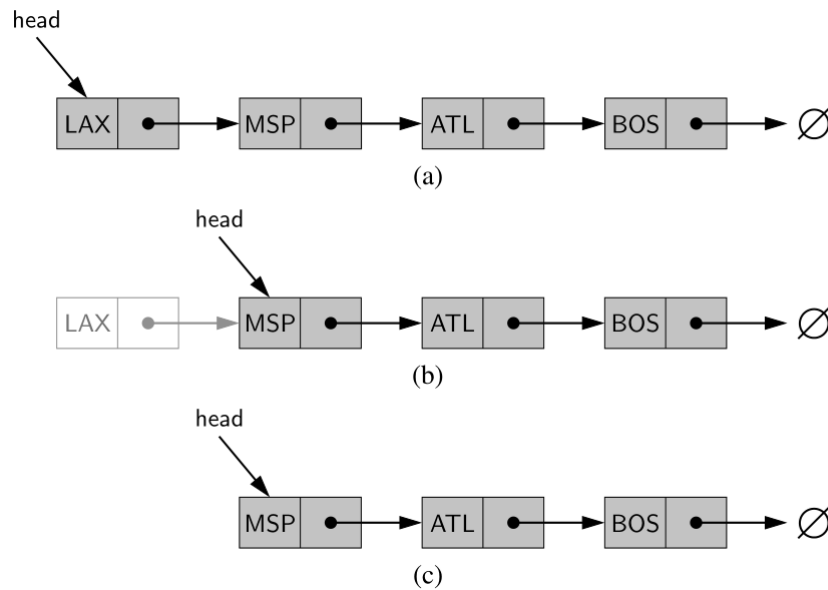 head
LAX MSP ATL BOS ∅
(a)
head
LAX MSP ATL BOS ∅
(b)
head
MSP ATL BOS ∅
(c)